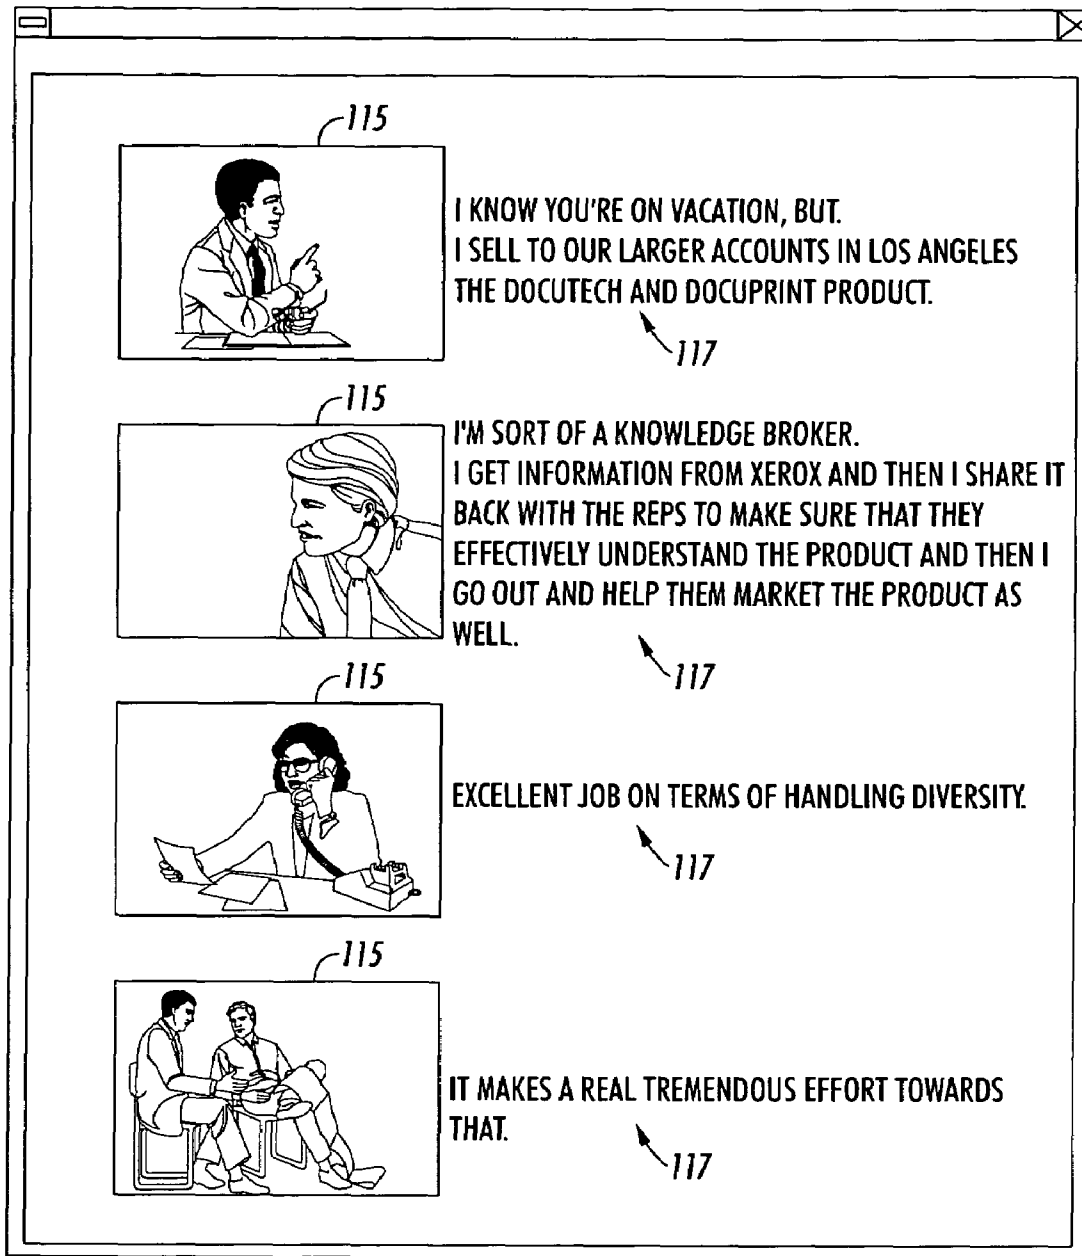 115
I KNOW YOU'RE ON VACATION, BUT.
I SELL TO OUR LARGER ACCOUNTS IN LOS ANGELES
THE DOCUTECH AND DOCUPRINT PRODUCT.
117
115
I'M SORT OF A KNOWLEDGE BROKER.
I GET INFORMATION FROM XEROX AND THEN I SHARE IT
BACK WITH THE REPS TO MAKE SURE THAT THEY
EFFECTIVELY UNDERSTAND THE PRODUCT AND THEN I
GO OUT AND HELP THEM MARKET THE PRODUCT AS
WELL.
117
115
EXCELLENT JOB ON TERMS OF HANDLING DIVERSITY.
117
115
IT MAKES A REAL TREMENDOUS EFFORT TOWARDS
THAT.
117